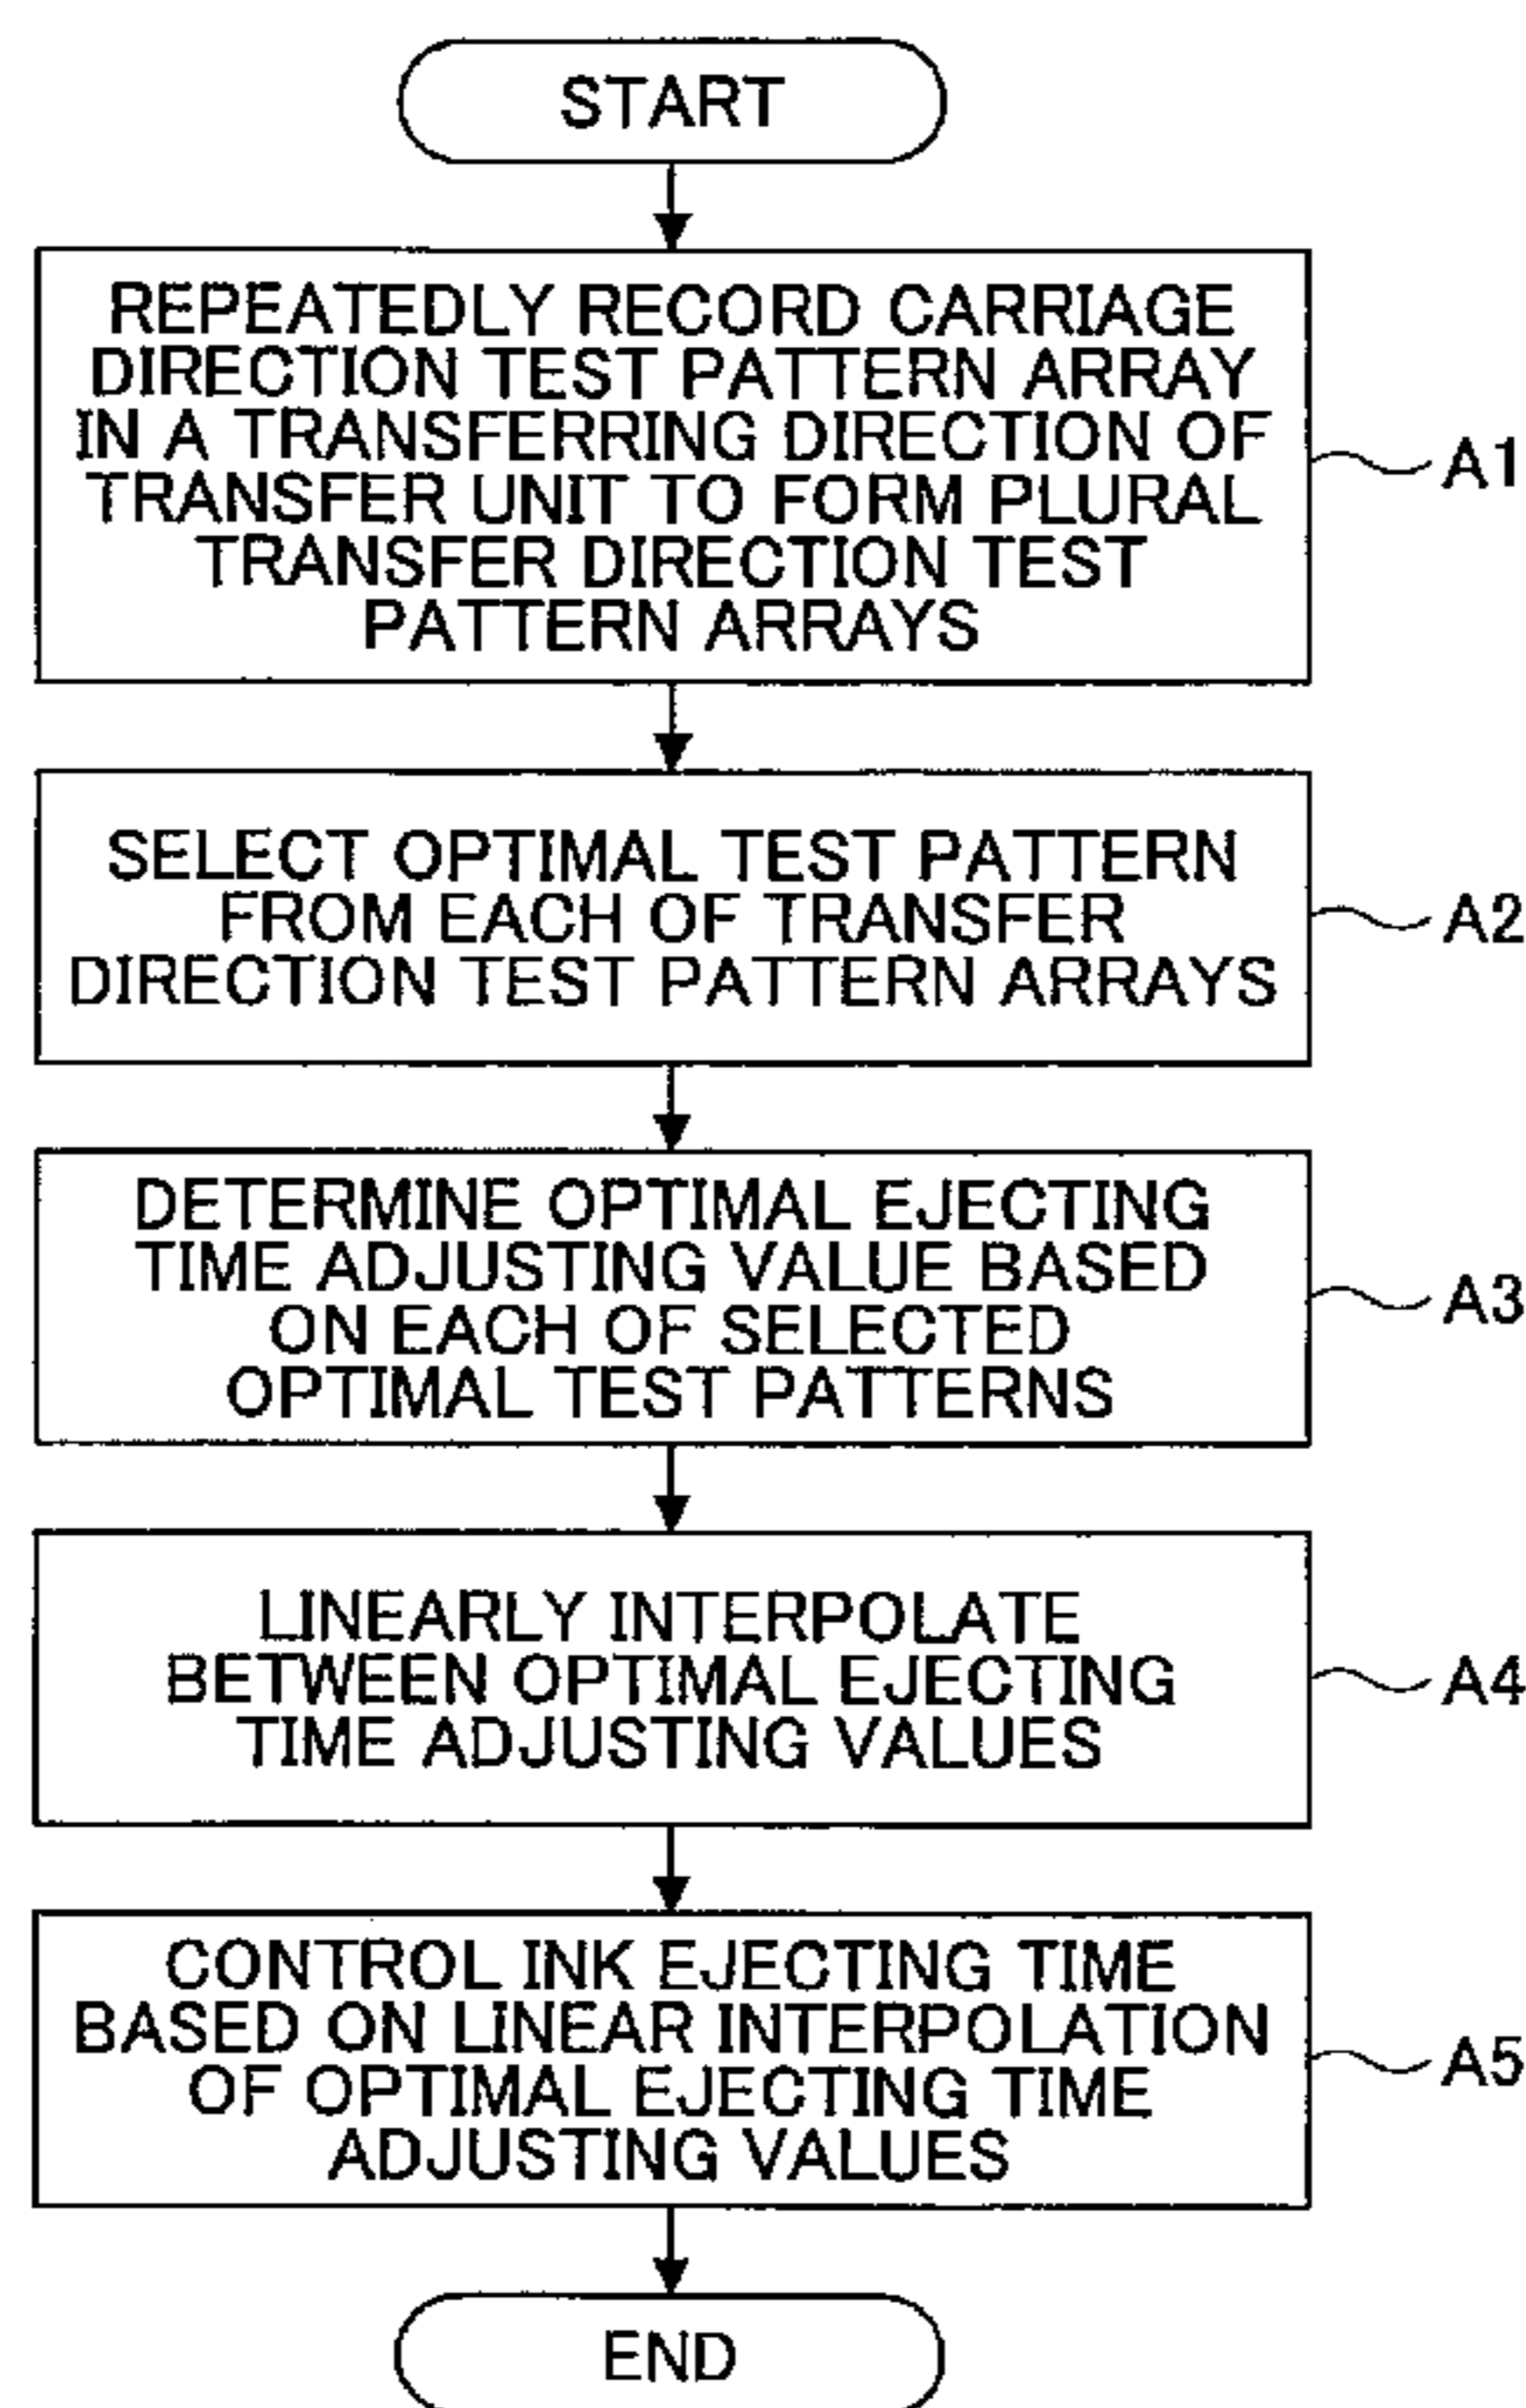 START
REPEATEDLY RECORD CARRIAGE
DIRECTION TEST PATTERN ARRAY
IN A TRANSFERRING DIRECTION OF
TRANSFER UNIT TO FORM PLURAL
TRANSFER DIRECTION TEST
PATTERN ARRAYS
A1
SELECT OPTIMAL TEST PATTERN
FROM EACH OF TRANSFER
DIRECTION TEST PATTERN ARRAYS
A2
DETERMINE OPTIMAL EJECTING
TIME ADJUSTING VALUE BASED
ON EACH OF SELECTED
OPTIMAL TEST PATTERNS
A3
LINEARLY INTERPOLATE
BETWEEN OPTIMAL EJECTING
TIME ADJUSTING VALUES
A4
CONTROL INK EJECTING TIME
BASED ON LINEAR INTERPOLATION
OF OPTIMAL EJECTING TIME
ADJUSTING VALUES
A5
END